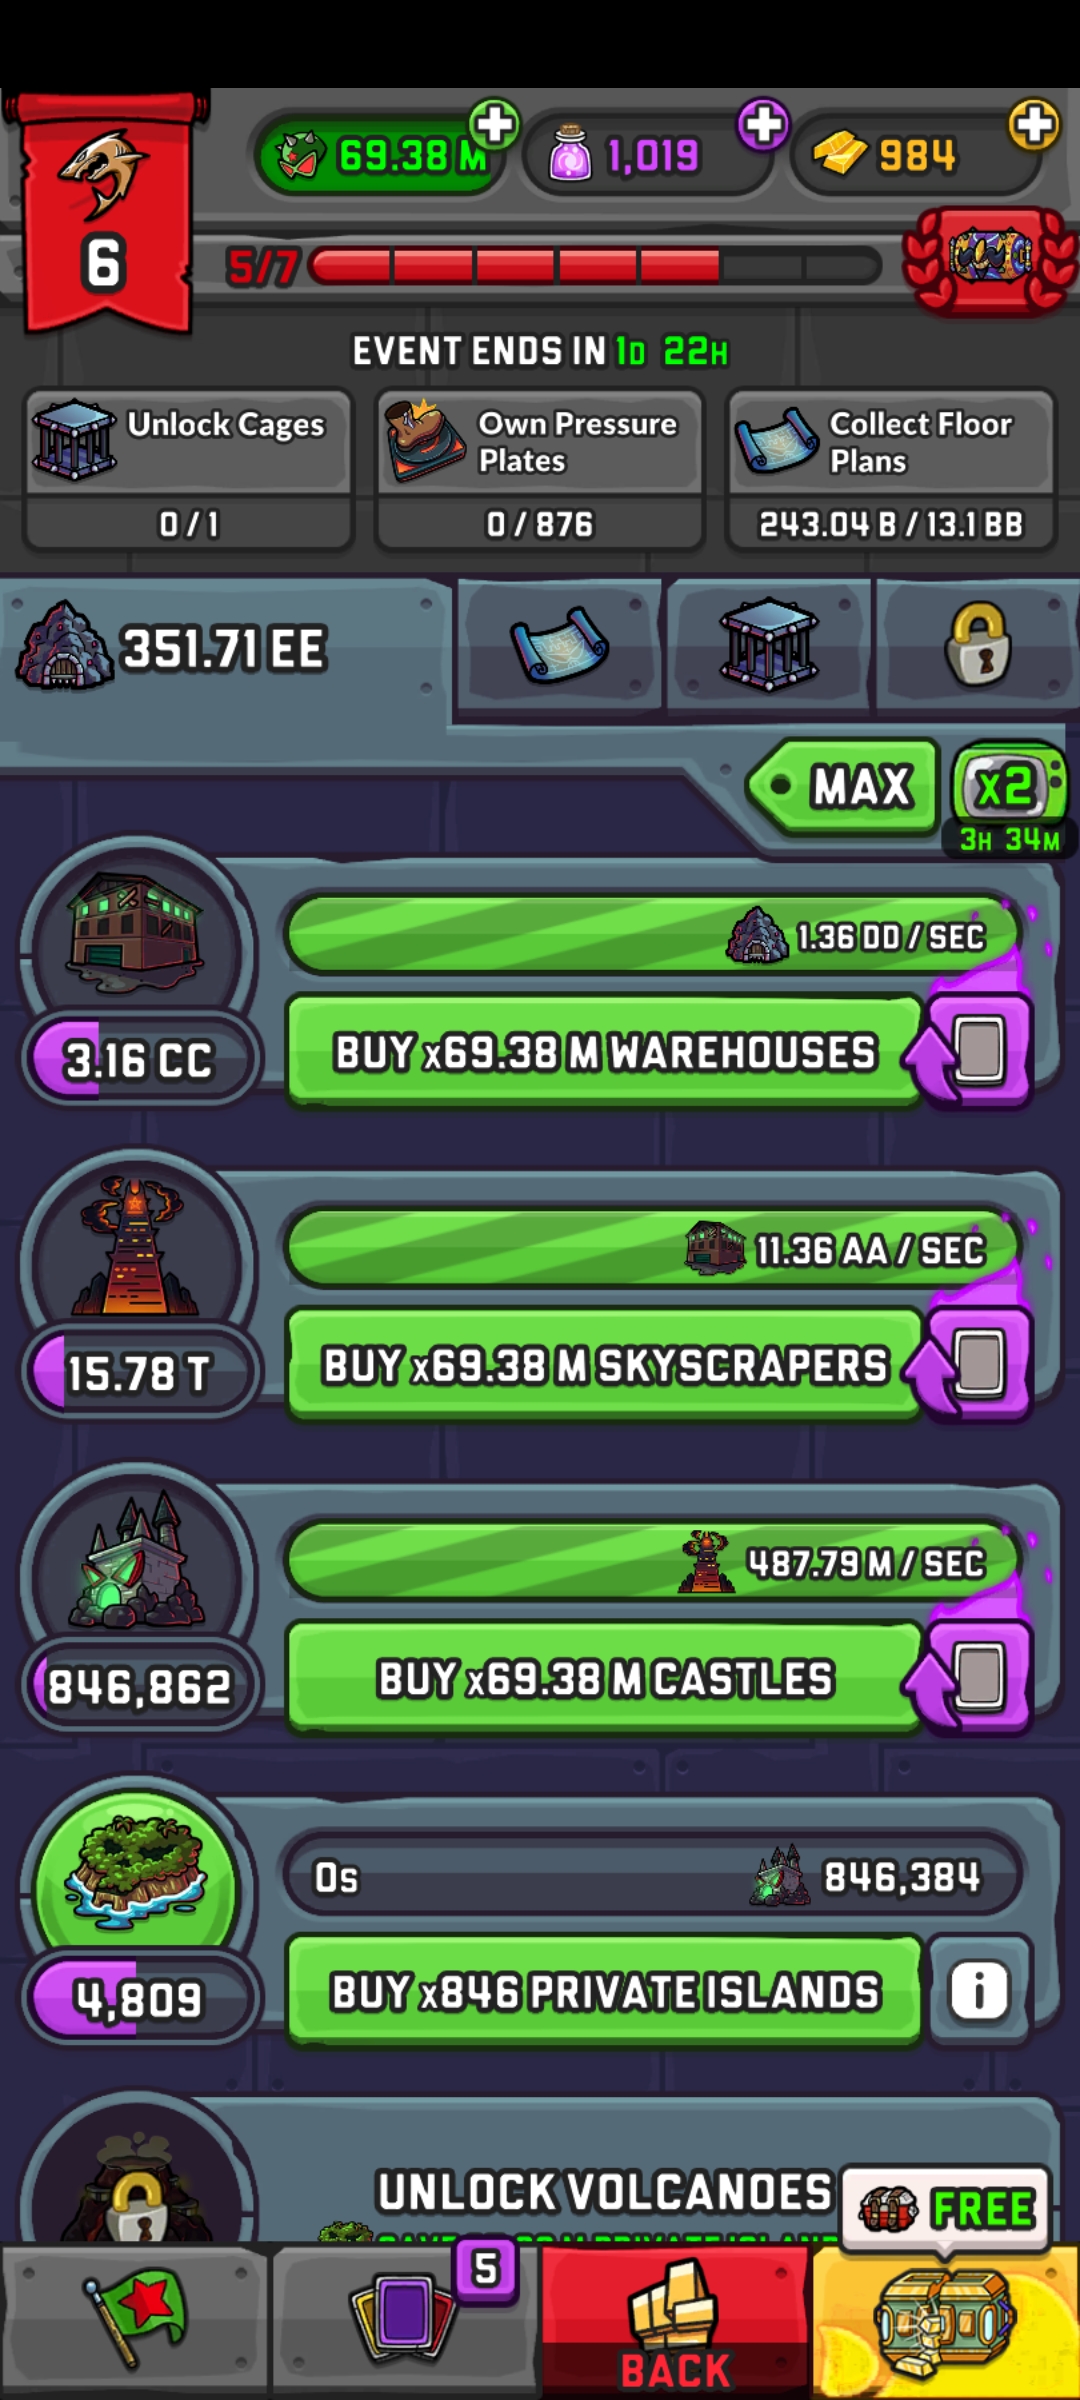 69.38 M
1,019
984
6
5/7
EVENT ENDS IN 1D 22H
Unlock Cages
0 / 1
Own Pressure
Plates
0 / 876
Collect Floor
Plans
243.04 B / 13.1 BB
351.71 EE
MAX
x2
3H 34M
1.36 DD / SEC
3.16 CC
BUY x69.38 M WAREHOUSES
11.36 AA / SEC
15.78 T
BUY x69.38 M SKYSCRAPERS
487.79 M / SEC
846,862
BUY x69.38 M CASTLES
0s
846,384
4,809
BUY x846 PRIVATE ISLANDS
i
UNLOCK VOLCANOES
FREE
5
BACK